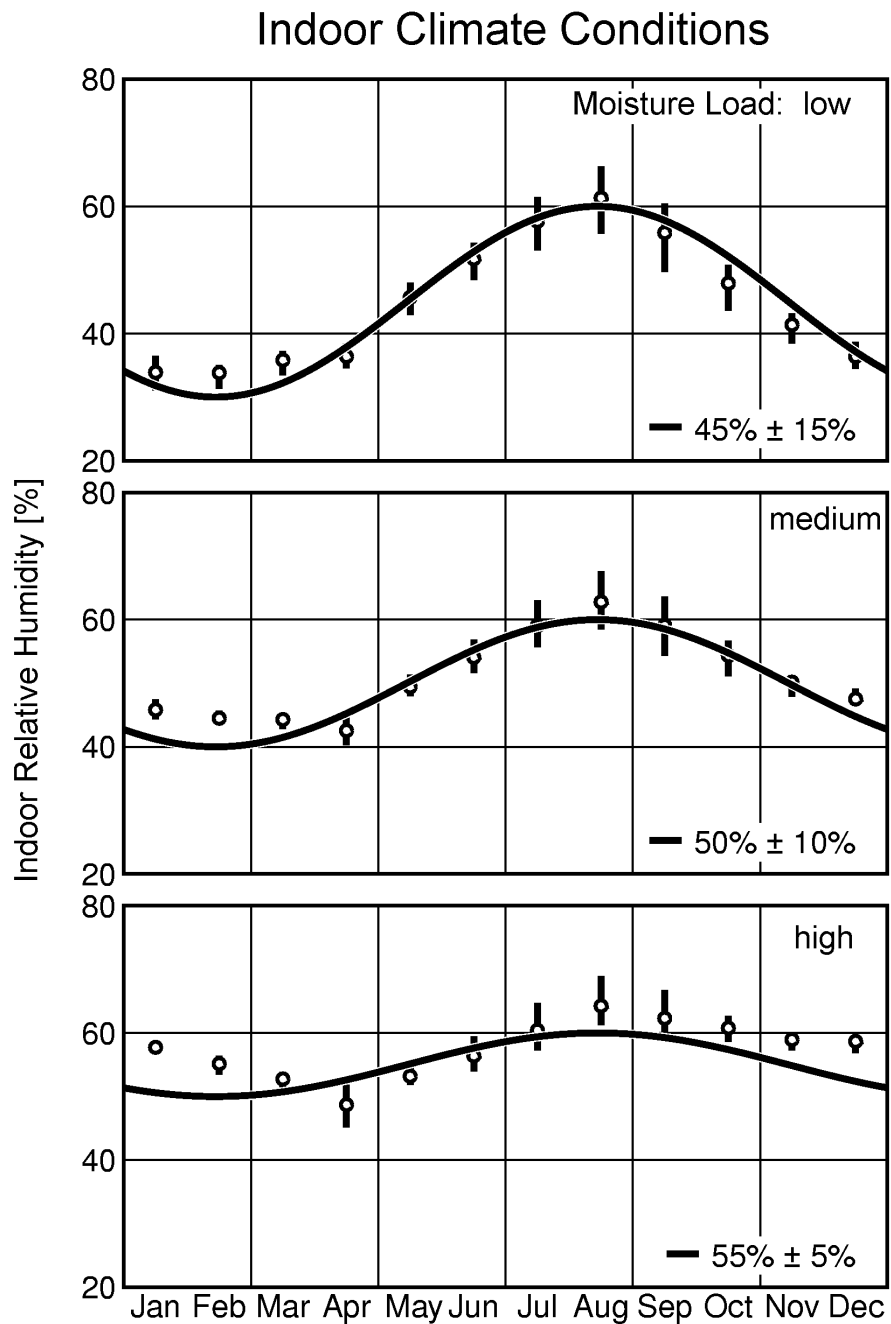 Indoor Climate Conditions
Indoor Relative Humidity [%]
80
Moisture Load: low
60
40
45% ± 15%
20
80
medium
60
40
50% ± 10%
20
80
high
60
40
55% ± 5%
20
Jan Feb Mar Apr May Jun Jul Aug Sep Oct Nov Dec